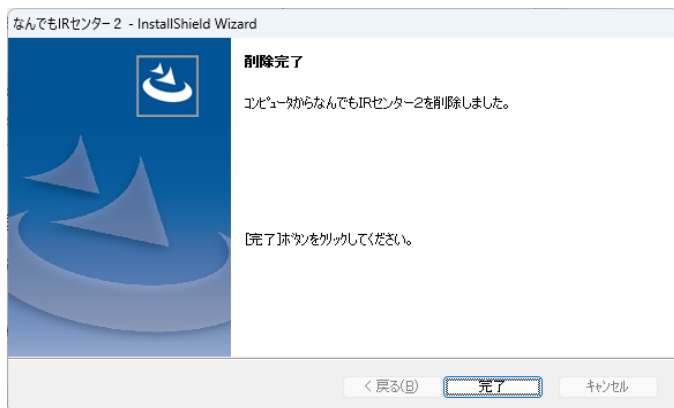 なんでもIRセンター２ - InstallShield Wizard
削除完了
ｺﾝﾋﾟｭｰﾀからなんでもIRセンター２を削除しました。
[完了]ﾎﾞﾀﾝをｸﾘｯｸしてください。
< 戻る(B)
完了
ｷｬﾝｾﾙ